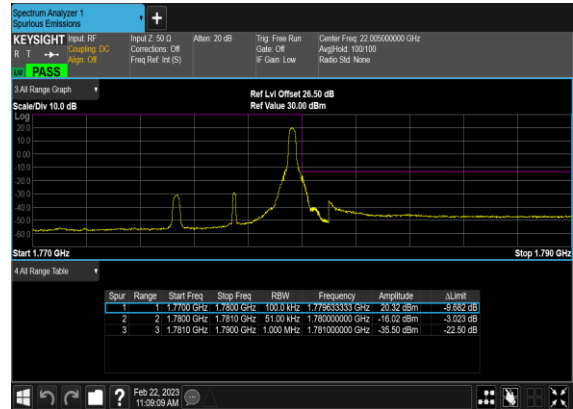 Spectrum Analyzer 1
Spurious Emissions
KEYSIGHT
R T
LW PASS
Input: RF
Coupling: DC
Align: Off
Input Z: 50 Ω
Corrections: Off
Freq Ref: Int (S)
Atten: 20 dB
Trig: Free Run
Gate: Off
IF Gain: Low
Center Freq: 22.005000000 GHz
Avg|Hold: 100/100
Radio Std: None
3 All Range Graph
Ref Lvl Offset 26.50 dB
Scale/Div 10.0 dB
Ref Value 30.00 dBm
Log
20.0
10.0
0.00
-10.0
-20.0
-30.0
-40.0
-50.0
-60.0
Start 1.770 GHz
Stop 1.790 GHz
4 All Range Table
Spur Range Start Freq Stop Freq RBW Frequency Amplitude ΔLimit
1 1 1.7700 GHz 1.7800 GHz 100.0 kHz 1.779633333 GHz 20.32 dBm -9.682 dB
2 2 1.7800 GHz 1.7810 GHz 51.00 kHz 1.780000000 GHz -16.02 dBm -3.023 dB
3 3 1.7810 GHz 1.7900 GHz 1.000 MHz 1.781000000 GHz -35.50 dBm -22.50 dB
Feb 22, 2023
11:09:09 AM